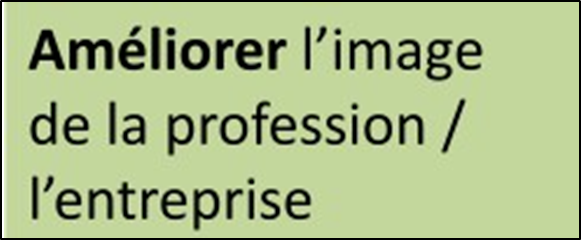 Améliorer l’image
de la profession /
l’entreprise